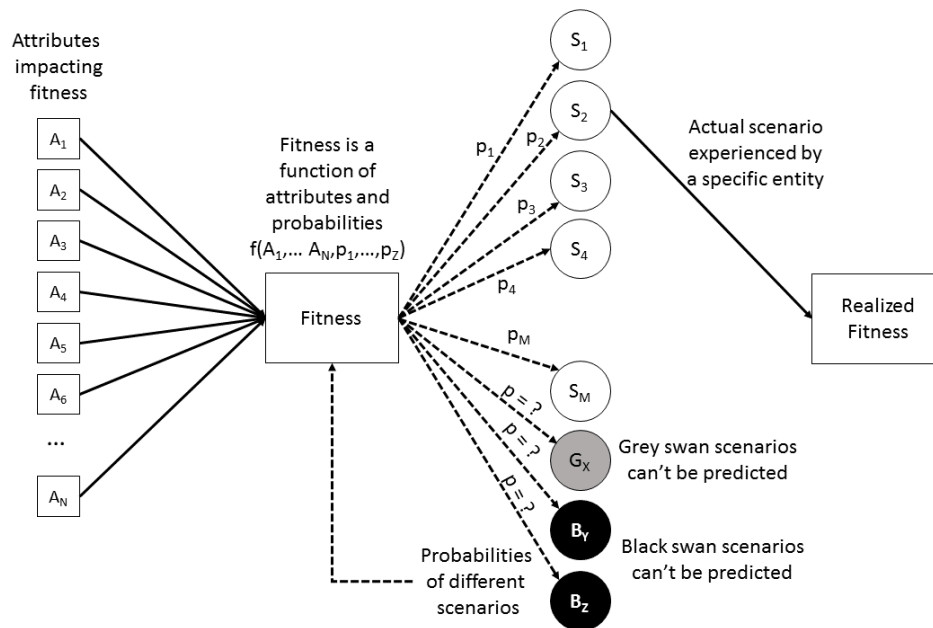 Attributes
impacting
fitness
A1
A2
A3
A4
A5
A6
...
AN
Fitness is a
function of
attributes and
probabilities
f(A1,... AN,p1,...,pZ)
Fitness
p1
p2
p3
p4
pM
p = ?
p = ?
p = ?
S1
S2
S3
S4
SM
GX
BY
BZ
Actual scenario
experienced by
a specific entity
Realized
Fitness
Grey swan scenarios
can't be predicted
Black swan scenarios
can't be predicted
Probabilities
of different
scenarios